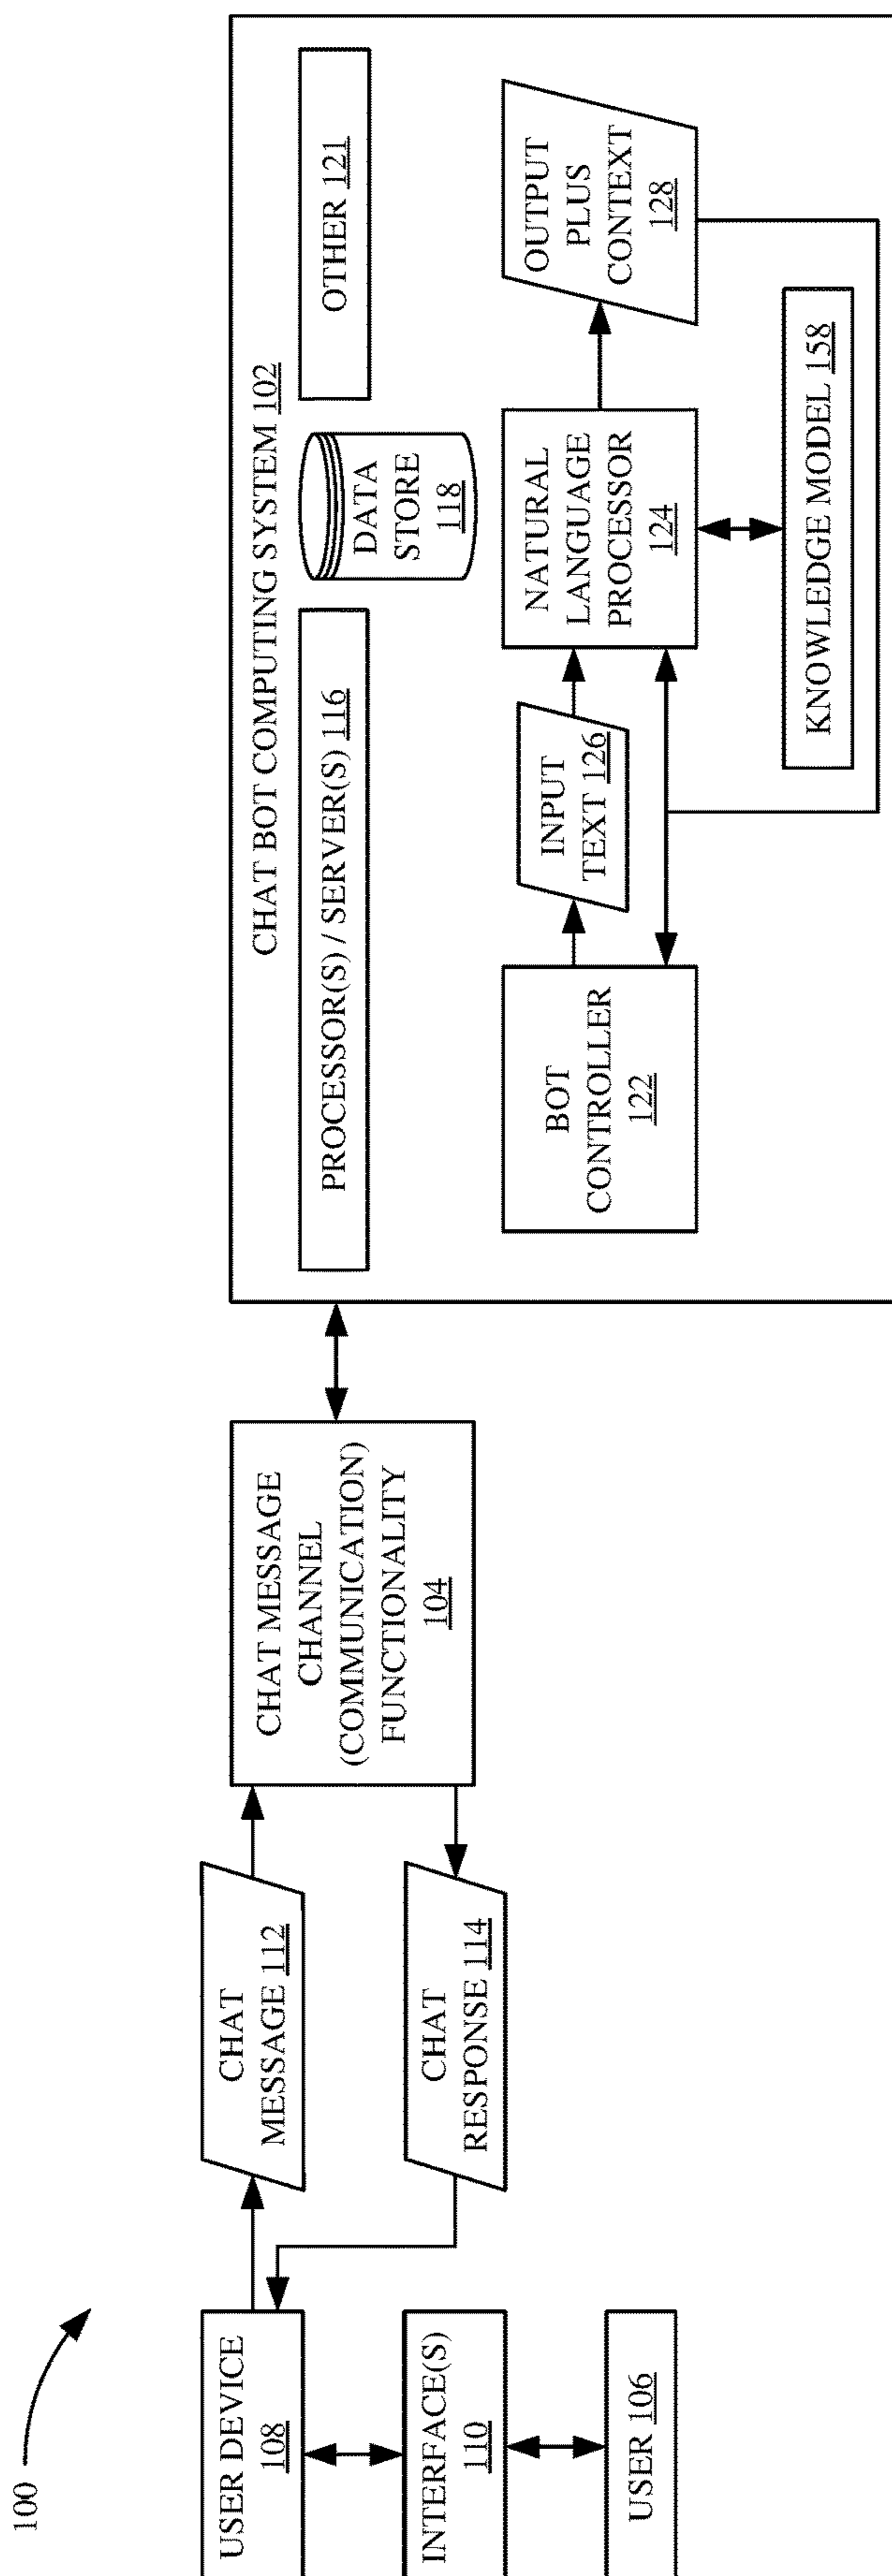 100
USER DEVICE
108
INTERFACE(S)
110
USER 106
CHAT
MESSAGE 112
CHAT
RESPONSE 114
CHAT MESSAGE
CHANNEL
(COMMUNICATION)
FUNCTIONALITY
104
CHAT BOT COMPUTING SYSTEM 102
PROCESSOR(S) / SERVER(S) 116
DATA
STORE
118
OTHER 121
BOT
CONTROLLER
122
INPUT
TEXT 126
NATURAL
LANGUAGE
PROCESSOR
124
OUTPUT
PLUS
CONTEXT
128
KNOWLEDGE MODEL 158